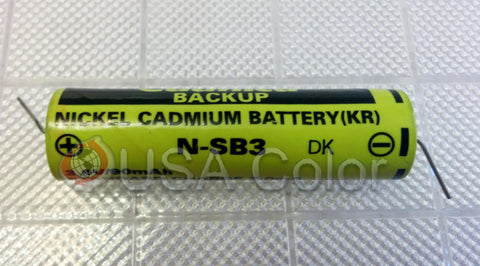 BACKUP
NICKEL CADMIUM BATTERY(KR)
+ N-SB3 DK −
USA Color